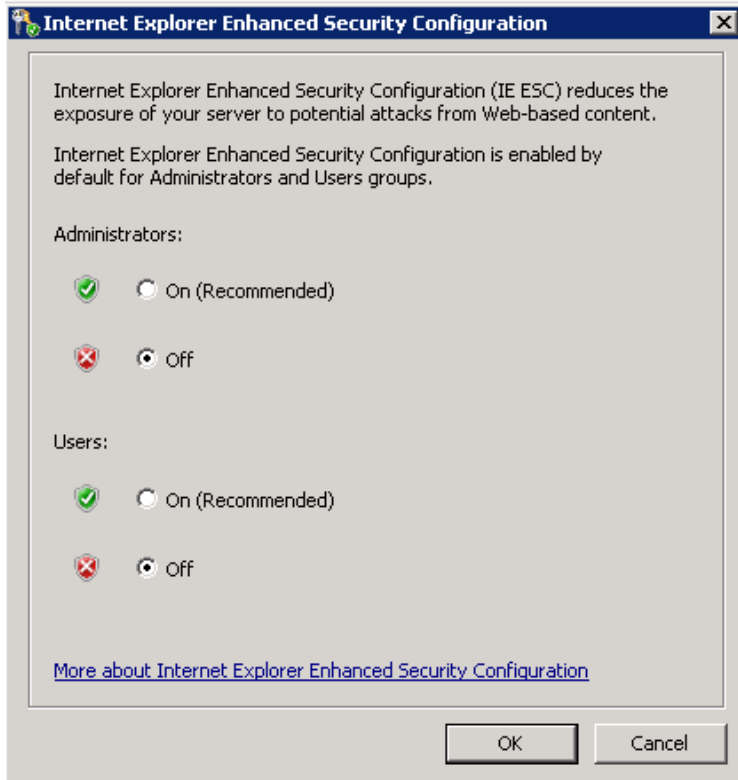 Internet Explorer Enhanced Security Configuration
Internet Explorer Enhanced Security Configuration (IE ESC) reduces the
exposure of your server to potential attacks from Web-based content.
Internet Explorer Enhanced Security Configuration is enabled by
default for Administrators and Users groups.
Administrators:
On (Recommended)
Off
Users:
On (Recommended)
Off
More about Internet Explorer Enhanced Security Configuration
OK Cancel